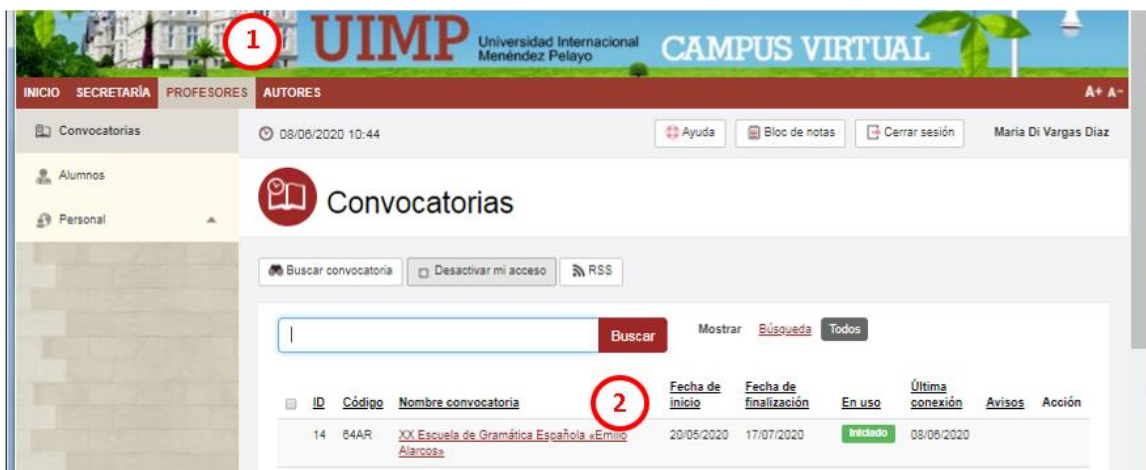 1
UIMP Universidad Internacional
Menéndez Pelayo
CAMPUS VIRTUAL
INICIO SECRETARÍA PROFESORES AUTORES A+ A-
Convocatorias
08/06/2020 10:44 Ayuda Bloc de notas Cerrar sesión Maria Di Vargas Diaz
Alumnos
Personal
Convocatorias
Buscar convocatoria Desactivar mi acceso RSS
Buscar Mostrar Búsqueda Todos
ID Código Nombre convocatoria 2 Fecha de inicio Fecha de finalización En uso Última conexión Avisos Acción
14 64AR XX Escuela de Gramática Española «Emilio 20/05/2020 17/07/2020 Iniciado 08/06/2020
Alarcos»